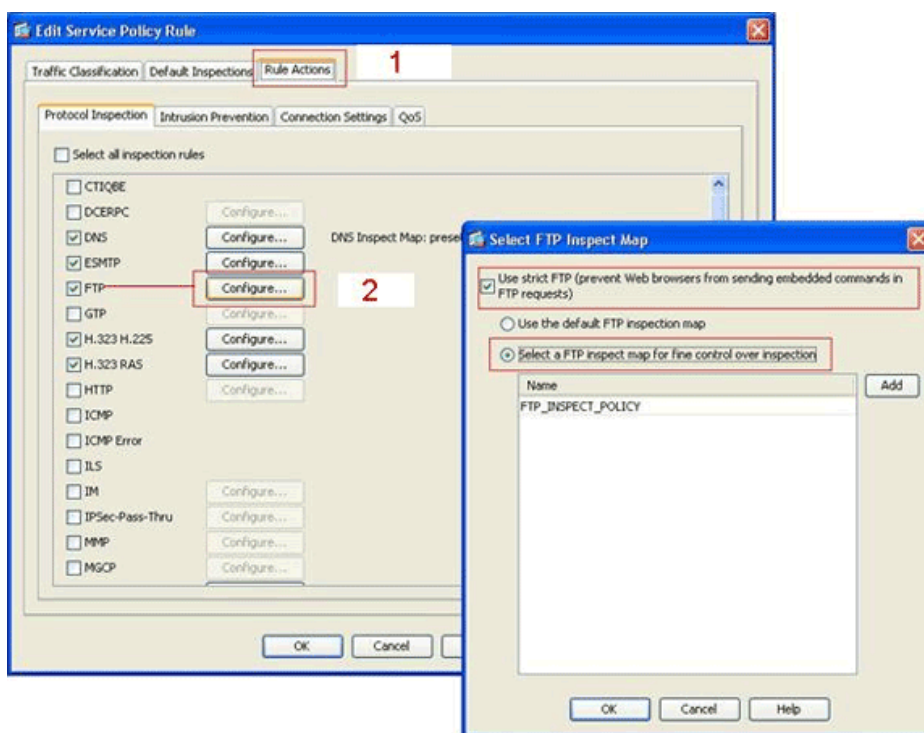 Edit Service Policy Rule
1
Traffic Classification Default Inspections Rule Actions
Protocol Inspection Intrusion Prevention Connection Settings QoS
Select all inspection rules
CTIQBE
DCERPC Configure...
DNS Configure... DNS Inspect Map:
ESMTP Configure...
FTP Configure... 2
GTP Configure...
H.323 H.225 Configure...
H.323 RAS Configure...
HTTP Configure...
ICMP
ICMP Error
ILS
IM Configure...
IPSec-Pass-Thru Configure...
MMP Configure...
MGCP Configure...
OK Cancel
Select FTP Inspect Map
Use strict FTP (prevent Web browsers from sending embedded commands in
FTP requests)
Use the default FTP inspection map
Select a FTP inspect map for fine control over inspection
Name Add
FTP_INSPECT_POLICY
OK Cancel Help